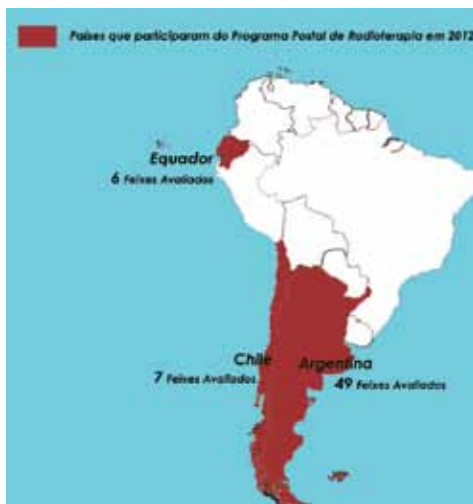 Países que participaram do Programa Postal de Radioterapia em 2012
Equador
6 Feixes Avaliados
Chile
7 Feixes Avaliados
Argentina
49 Feixes Avaliados